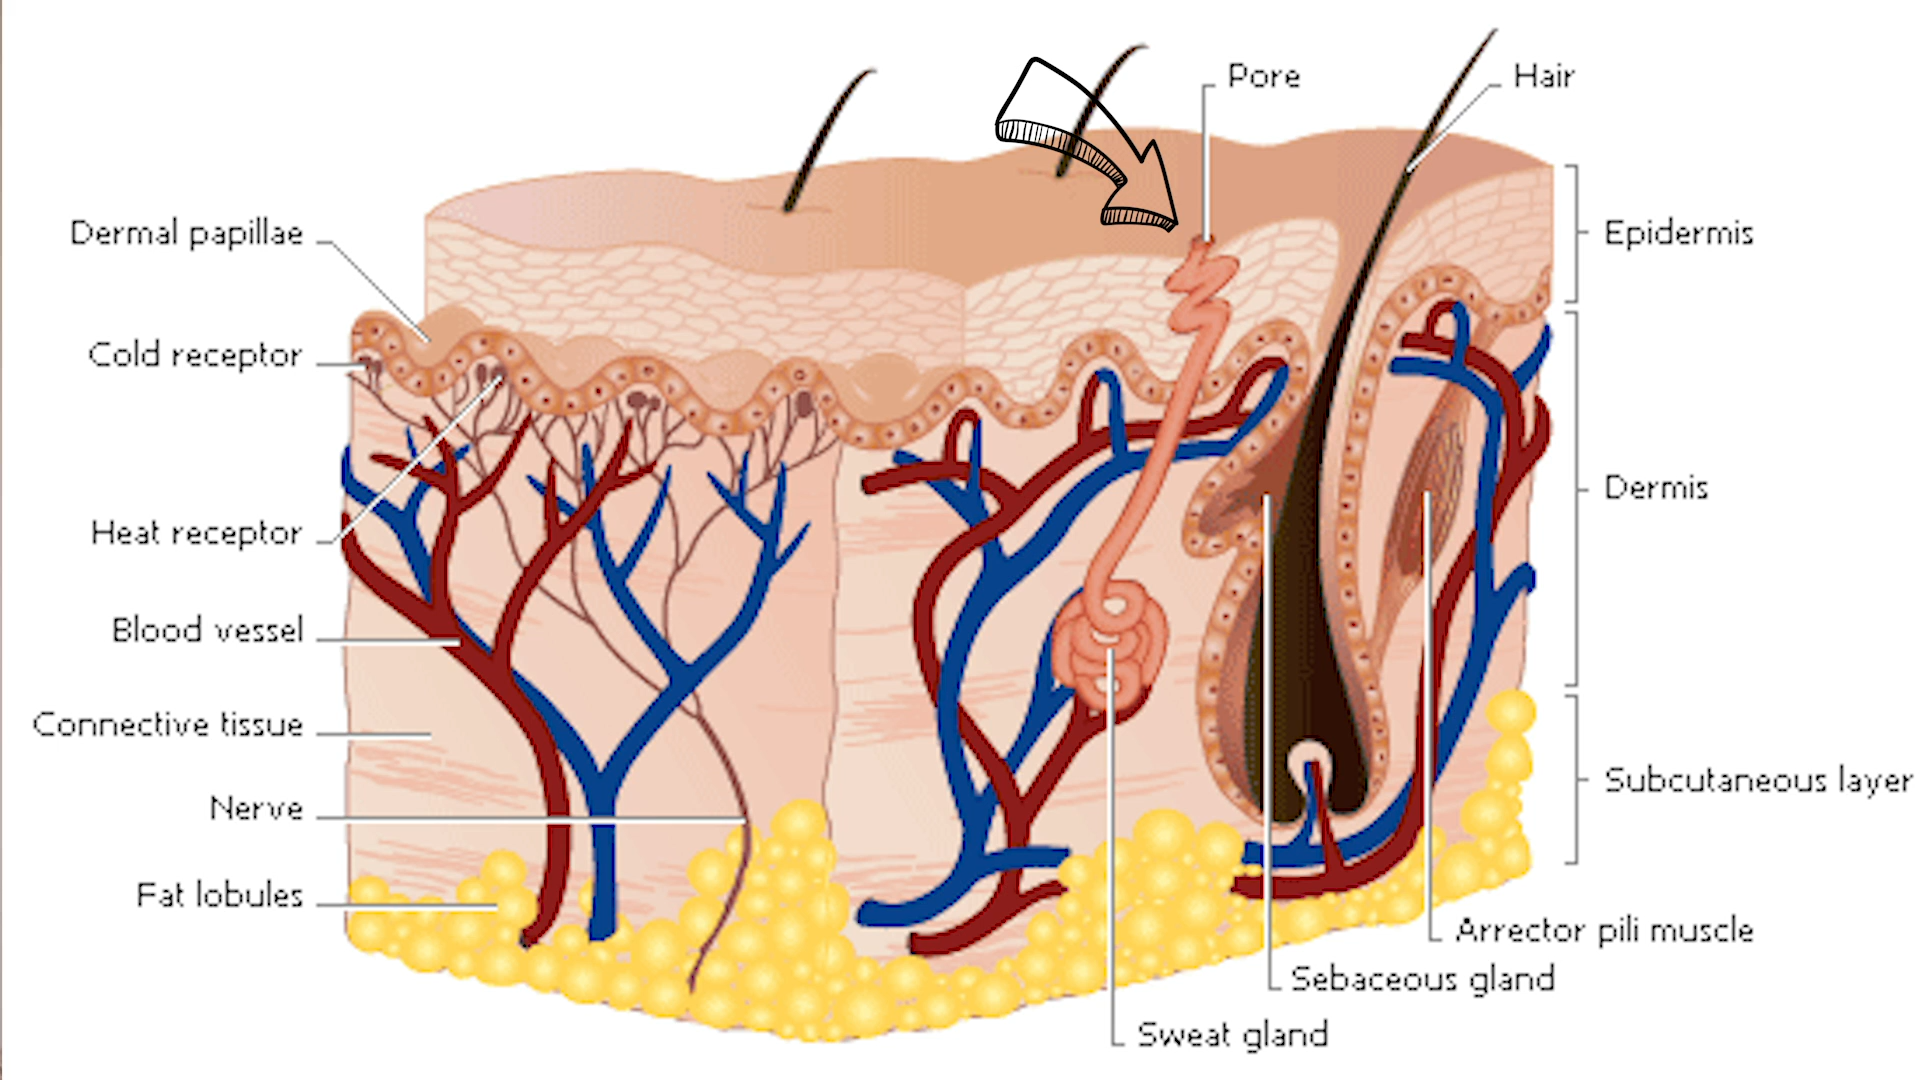 Pore
Hair
Dermal papillae
Epidermis
Cold receptor
Dermis
Heat receptor
Blood vessel
Connective tissue
Subcutaneous layer
Nerve
Fat lobules
Arrector pili muscle
Sebaceous gland
Sweat gland